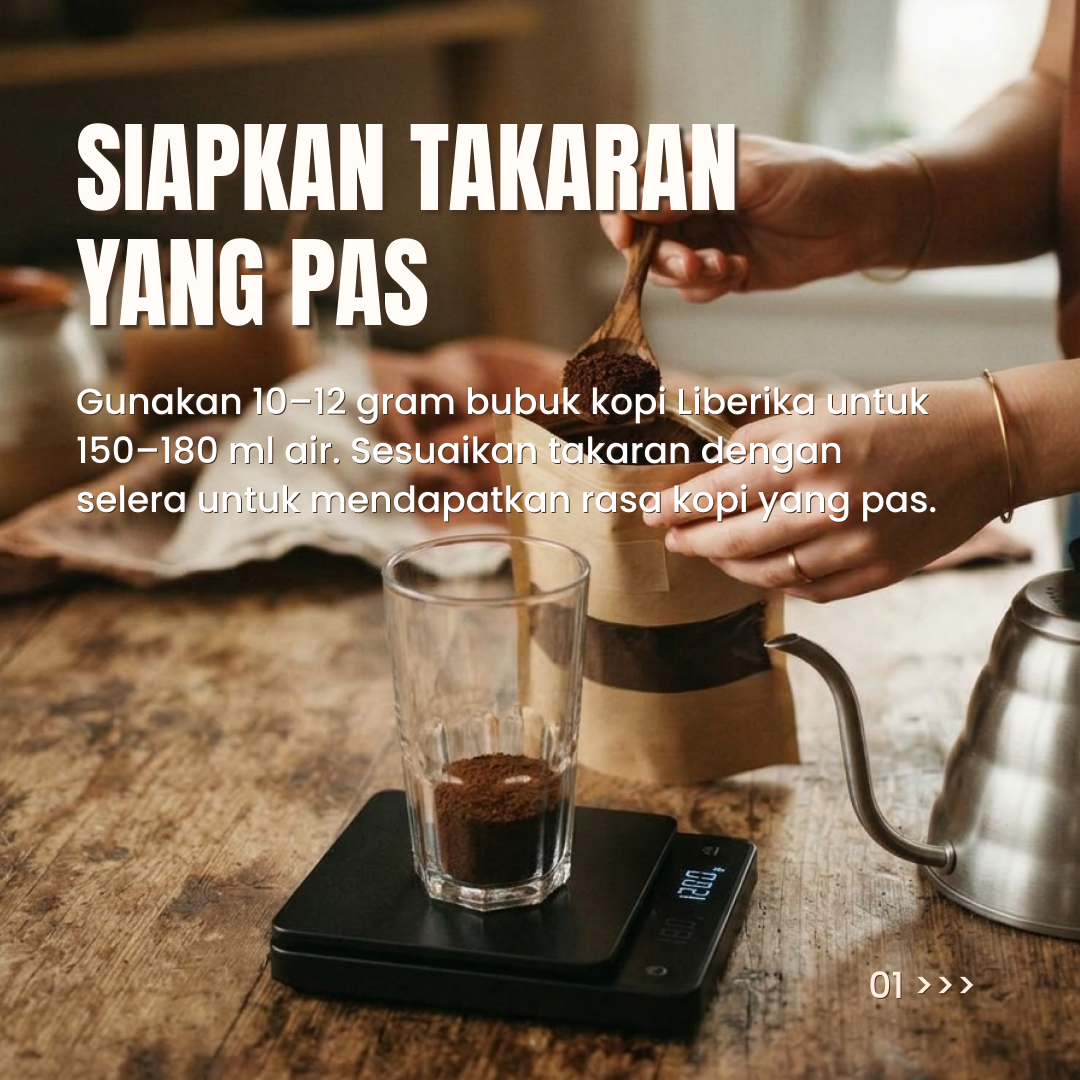 SIAPKAN TAKARAN
YANG PAS
Gunakan 10–12 gram bubuk kopi Liberika untuk
150–180 ml air. Sesuaikan takaran dengan
selera untuk mendapatkan rasa kopi yang pas.
01 >>>